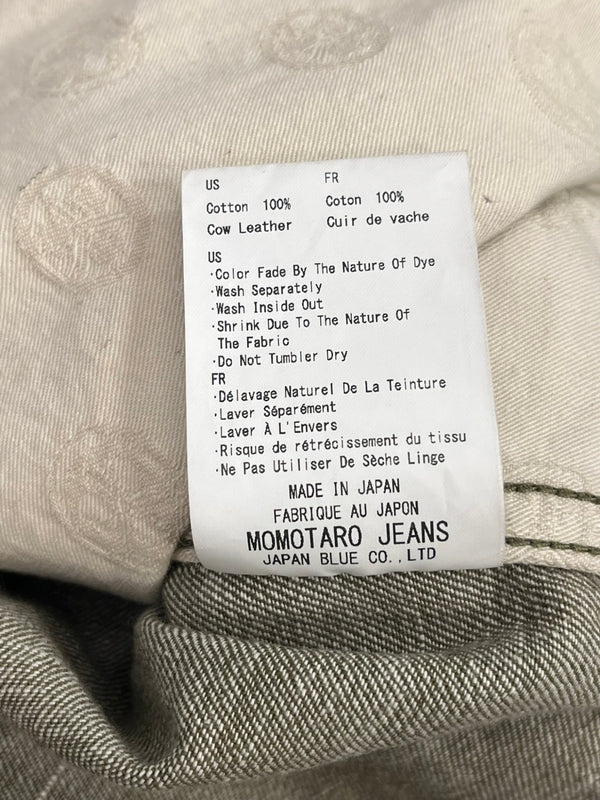 US FR
Cotton 100% Coton 100%
Cow Leather Cuir de vache
US
·Color Fade By The Nature Of Dye
·Wash Separately
·Wash Inside Out
·Shrink Due To The Nature Of
The Fabric
·Do Not Tumbler Dry
FR
·Délavage Naturel De La Teinture
·Laver Séparément
·Laver À L'Envers
·Risque de rétrécissement du tissu
·Ne Pas Utiliser De Sèche Linge
MADE IN JAPAN
FABRIQUE AU JAPON
MOMOTARO JEANS
JAPAN BLUE CO.,LTD